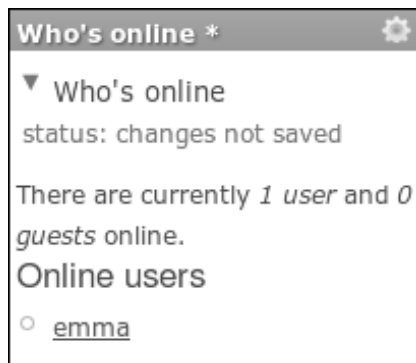 Who's online *
Who's online
status: changes not saved
There are currently 1 user and 0
guests online.
Online users
emma